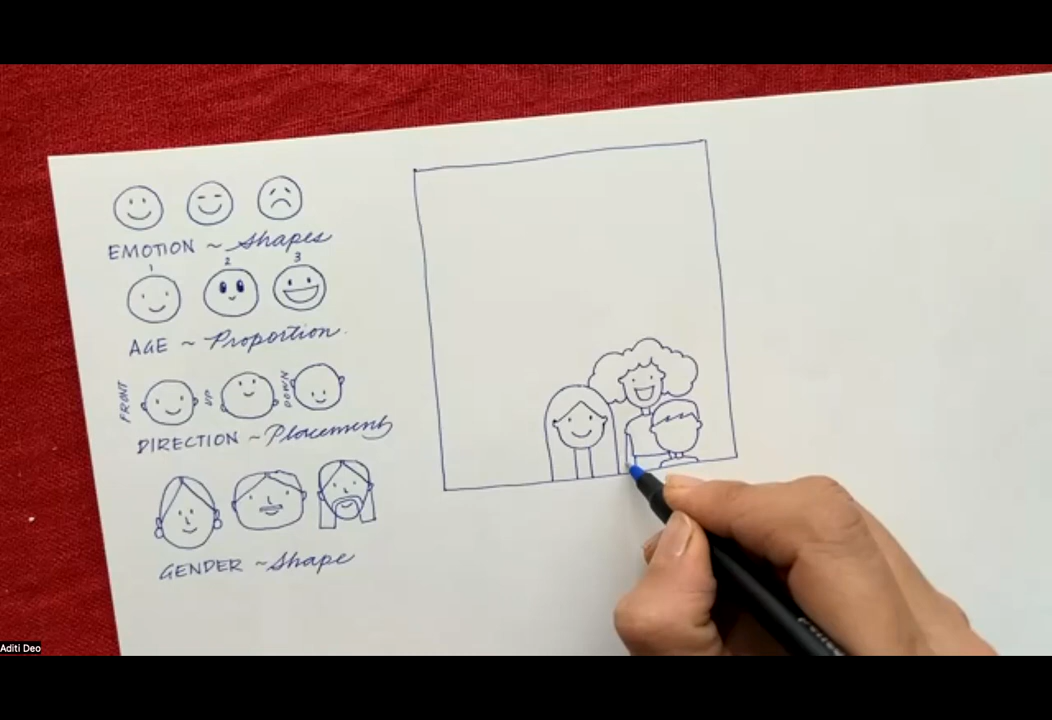 EMOTION ~ Shapes
1 2 3
AGE ~ Proportion.
FRONT UP DOWN
DIRECTION ~ Placement
GENDER ~ Shape
Aditi Deo